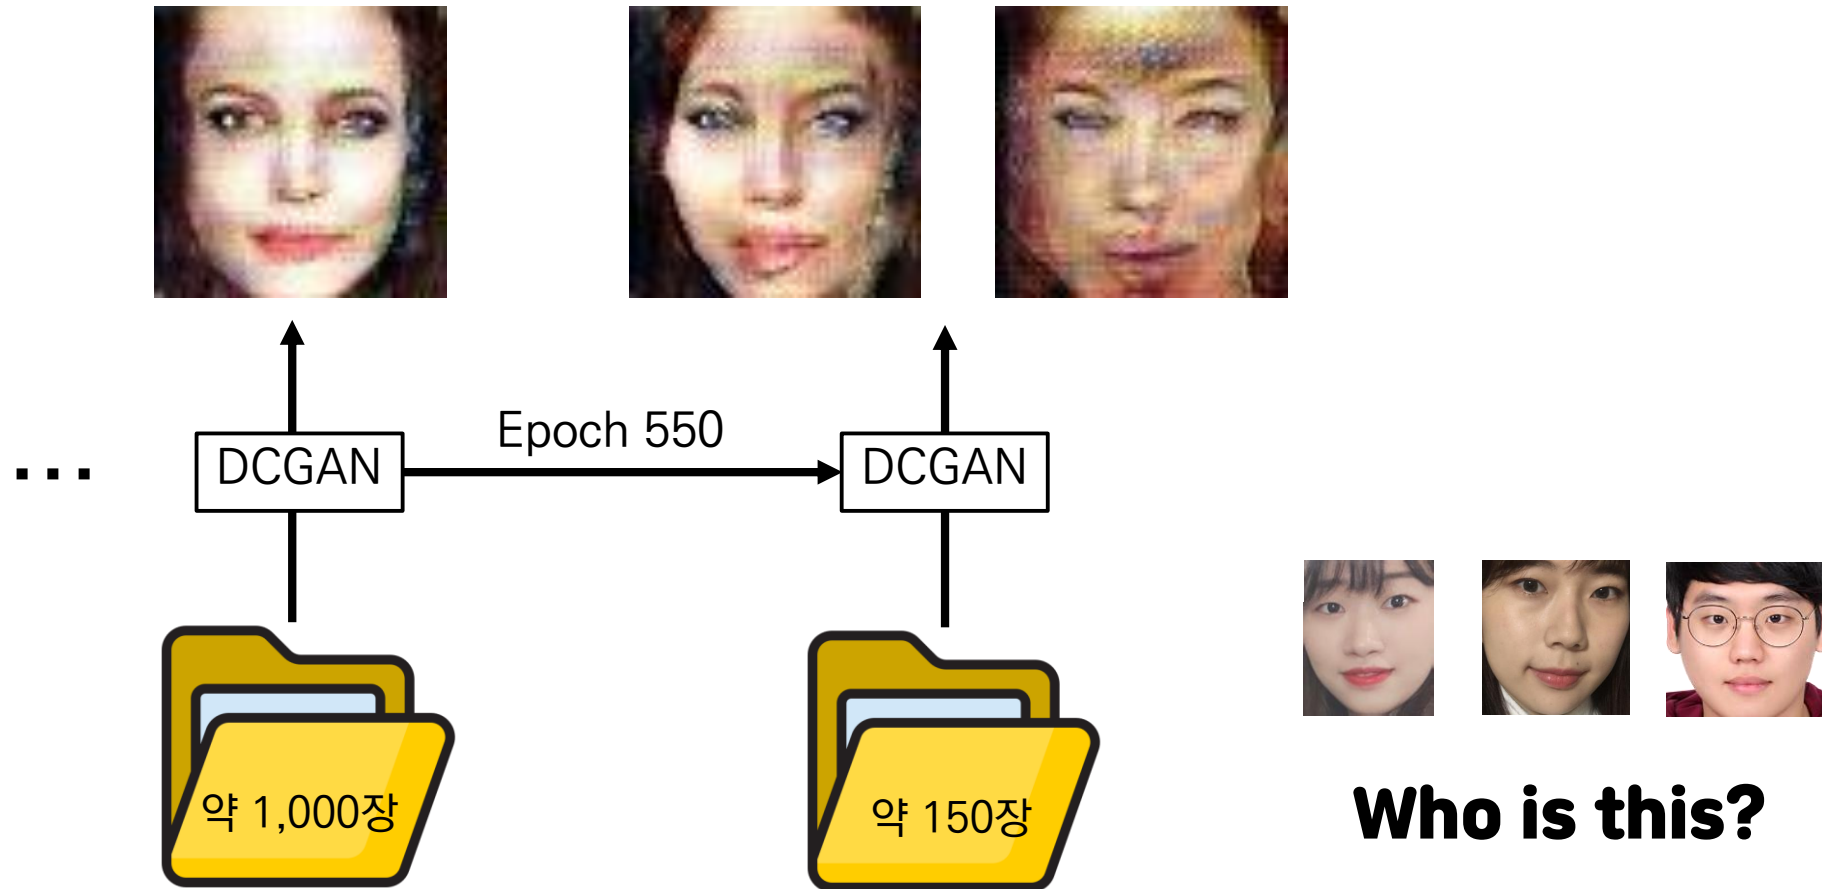 Epoch 550
...
DCGAN
DCGAN
약 1,000장
약 150장
Who is this?